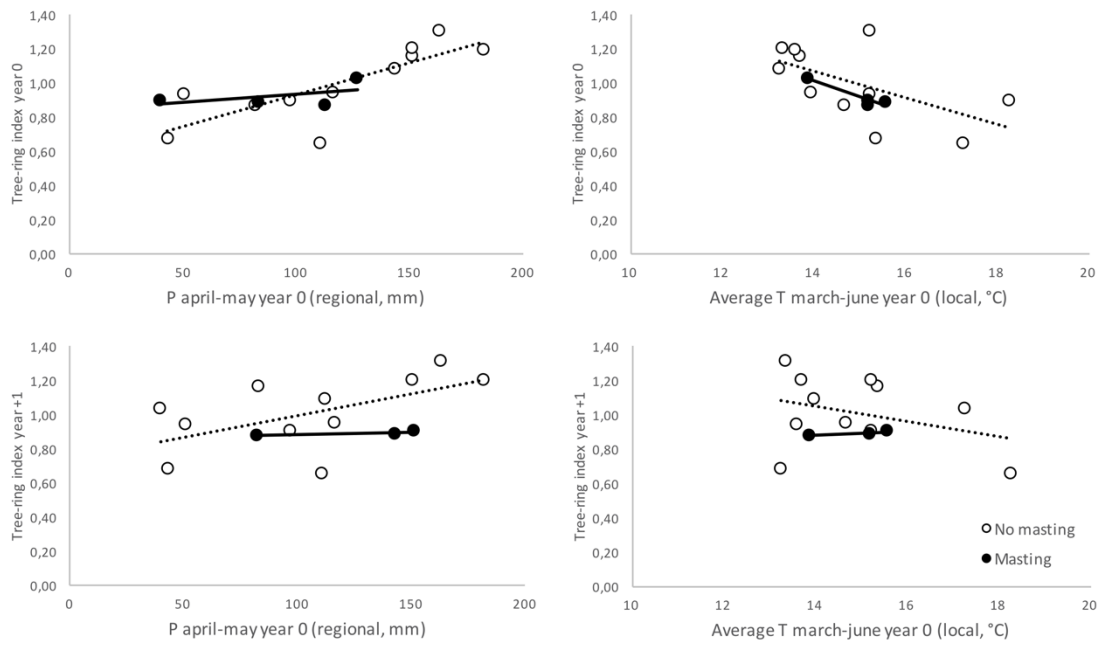 1,40
1,20
1,00
0,80
0,60
0,40
0,20
0,00
Tree-ring index year 0
0 50 100 150 200
P april-may year 0 (regional, mm)
1,40
1,20
1,00
0,80
0,60
0,40
0,20
0,00
Tree-ring index year 0
10 12 14 16 18 20
Average T march-june year 0 (local, °C)
1,40
1,20
1,00
0,80
0,60
0,40
0,20
0,00
Tree-ring index year +1
0 50 100 150 200
P april-may year 0 (regional, mm)
1,40
1,20
1,00
0,80
0,60
0,40
0,20
0,00
Tree-ring index year +1
No masting
Masting
10 12 14 16 18 20
Average T march-june year 0 (local, °C)